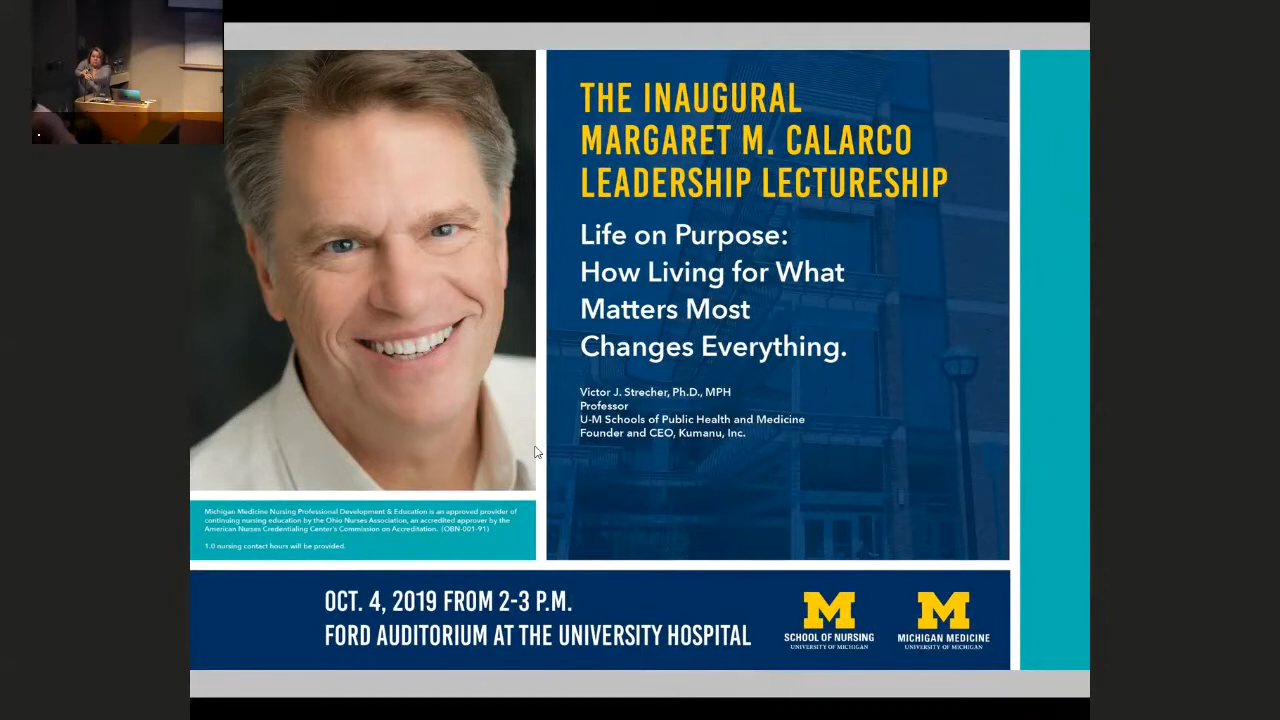 THE INAUGURAL
MARGARET M. CALARCO
LEADERSHIP LECTURESHIP
Life on Purpose:
How Living for What
Matters Most
Changes Everything.
Victor J. Strecher, Ph.D., MPH
Professor
U-M Schools of Public Health and Medicine
Founder and CEO, Kumanu, Inc.
Michigan Medicine Nursing Professional Development & Education is an approved provider of
continuing nursing education by the Ohio Nurses Association, an accredited approver by the
American Nurses Credentialing Center's Commission on Accreditation. (OBN-001-91)
1.0 nursing contact hours will be provided.
OCT. 4, 2019 FROM 2-3 P.M.
FORD AUDITORIUM AT THE UNIVERSITY HOSPITAL
M
SCHOOL OF NURSING
UNIVERSITY OF MICHIGAN
M
MICHIGAN MEDICINE
UNIVERSITY OF MICHIGAN